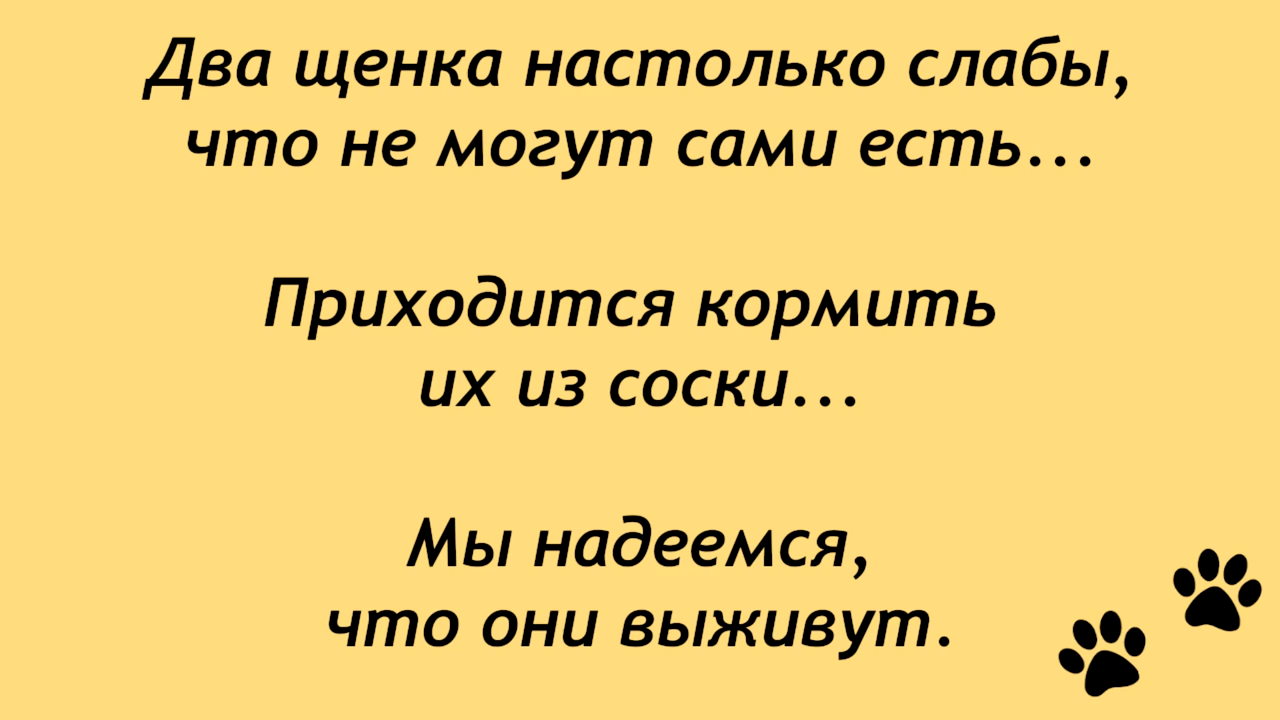 Два щенка настолько слабы,
что не могут сами есть...
Приходится кормить
их из соски...
Мы надеемся,
что они выживут.